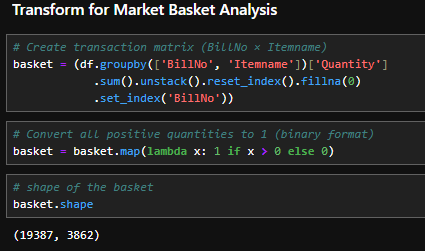 Transform for Market Basket Analysis
# Create transaction matrix (BillNo × Itemname)
basket = (df.groupby(['BillNo', 'Itemname'])['Quantity']
.sum().unstack().reset_index().fillna(0)
.set_index('BillNo'))
# Convert all positive quantities to 1 (binary format)
basket = basket.map(lambda x: 1 if x > 0 else 0)
# shape of the basket
basket.shape
(19387, 3862)